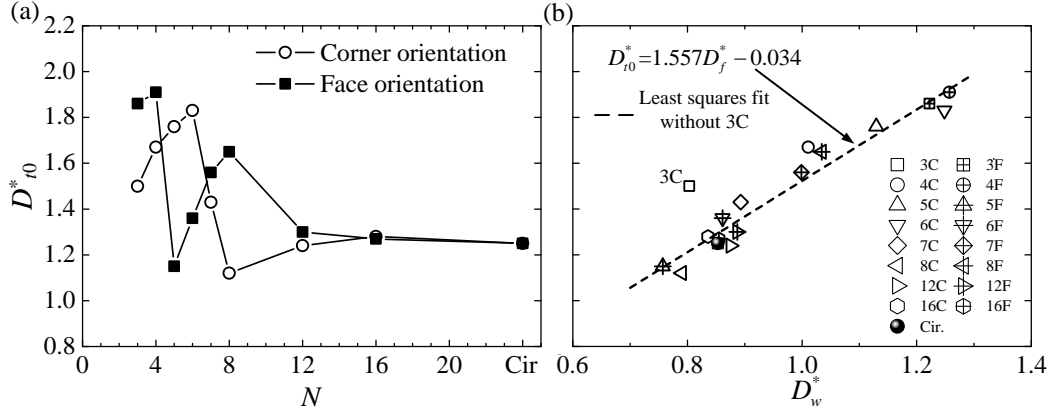 (a)
2.2
2.0
1.8
1.6
1.4
1.2
1.0
0.8
D*t0
0 4 8 12 16 20 Cir
N
Corner orientation
Face orientation
(b)
D*t0=1.557D*f−0.034
Least squares fit
without 3C
3C
3C 3F
4C 4F
5C 5F
6C 6F
7C 7F
8C 8F
12C 12F
16C 16F
Cir.
0.6 0.8 1.0 1.2 1.4
D*w